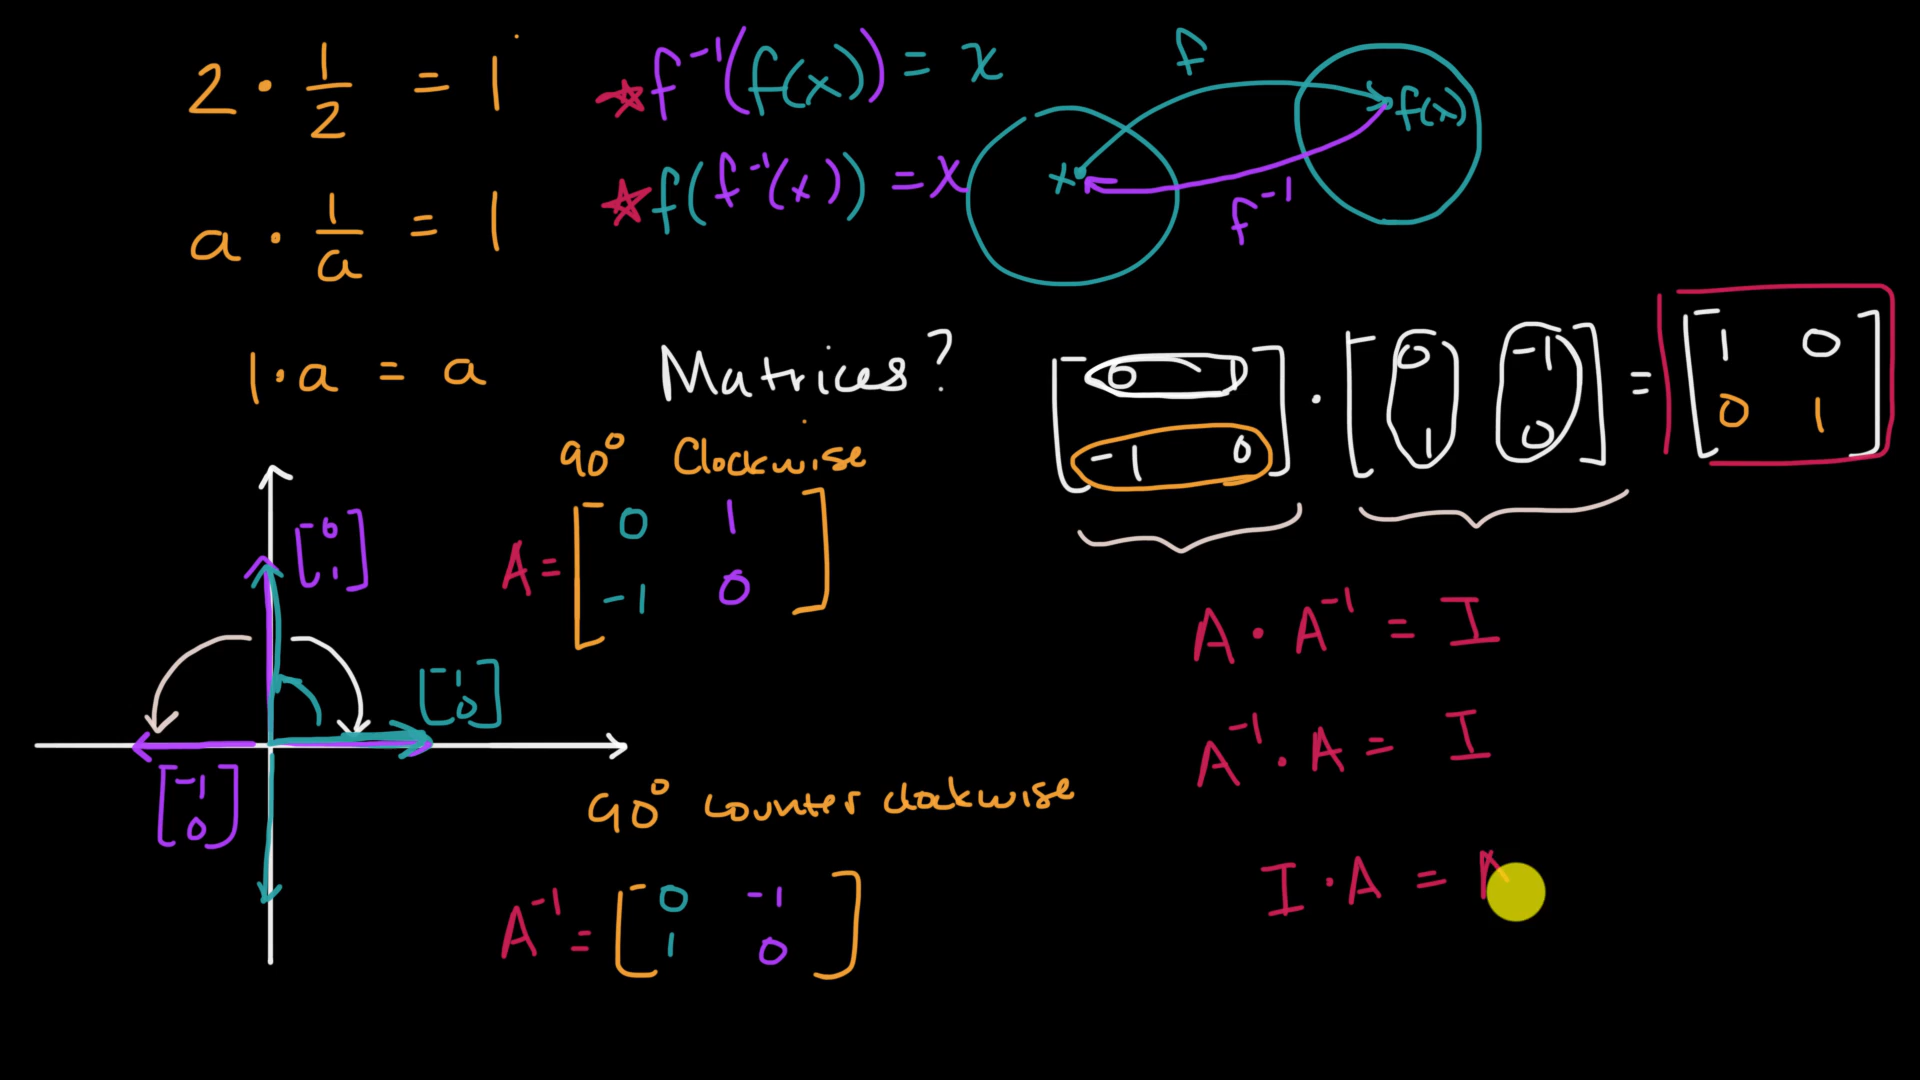 2 · 1/2 = 1
a · 1/a = 1
1 · a = a
f⁻¹(f(x)) = x
f(f⁻¹(x)) = x
f
x
f(x)
f⁻¹
Matrices?
[0 1
-1 0] · [0 -1
1 0] = [1 0
0 1]
90° Clockwise
A = [0 1
-1 0]
[0
1]
[1
0]
[-1
0]
90° counter clockwise
A⁻¹ = [0 -1
1 0]
A · A⁻¹ = I
A⁻¹ · A = I
I · A =